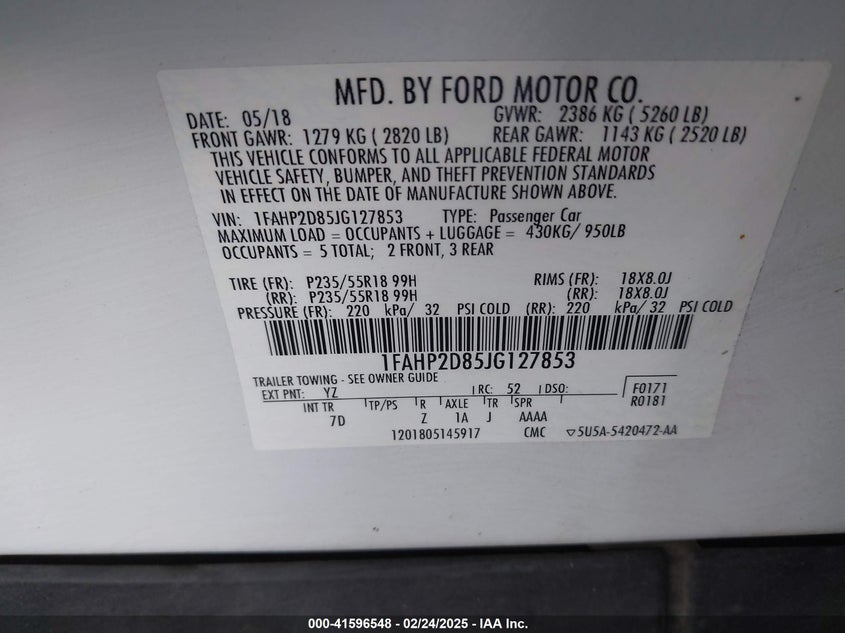 MFD. BY FORD MOTOR CO.
DATE: 05/18 GVWR: 2386 KG ( 5260 LB)
FRONT GAWR: 1279 KG ( 2820 LB) REAR GAWR: 1143 KG ( 2520 LB)
THIS VEHICLE CONFORMS TO ALL APPLICABLE FEDERAL MOTOR
VEHICLE SAFETY, BUMPER, AND THEFT PREVENTION STANDARDS
IN EFFECT ON THE DATE OF MANUFACTURE SHOWN ABOVE.
VIN: 1FAHP2D85JG127853 TYPE: Passenger Car
MAXIMUM LOAD = OCCUPANTS + LUGGAGE = 430KG/ 950LB
OCCUPANTS = 5 TOTAL; 2 FRONT, 3 REAR
TIRE (FR): P235/55R18 99H RIMS (FR): 18X8.0J
(RR): P235/55R18 99H (RR): 18X8.0J
PRESSURE (FR): 220 kPa/ 32 PSI COLD (RR): 220 kPa/ 32 PSI COLD
1FAHP2D85JG127853
TRAILER TOWING - SEE OWNER GUIDE
EXT PNT: YZ RC: 52 DSO: F0171
R0181
INT TR TP/PS R AXLE TR SPR
7D Z 1A J AAAA
1201805145917 CMC ▽5U5A-5420472-AA
000-41596548 - 02/24/2025 - IAA Inc.